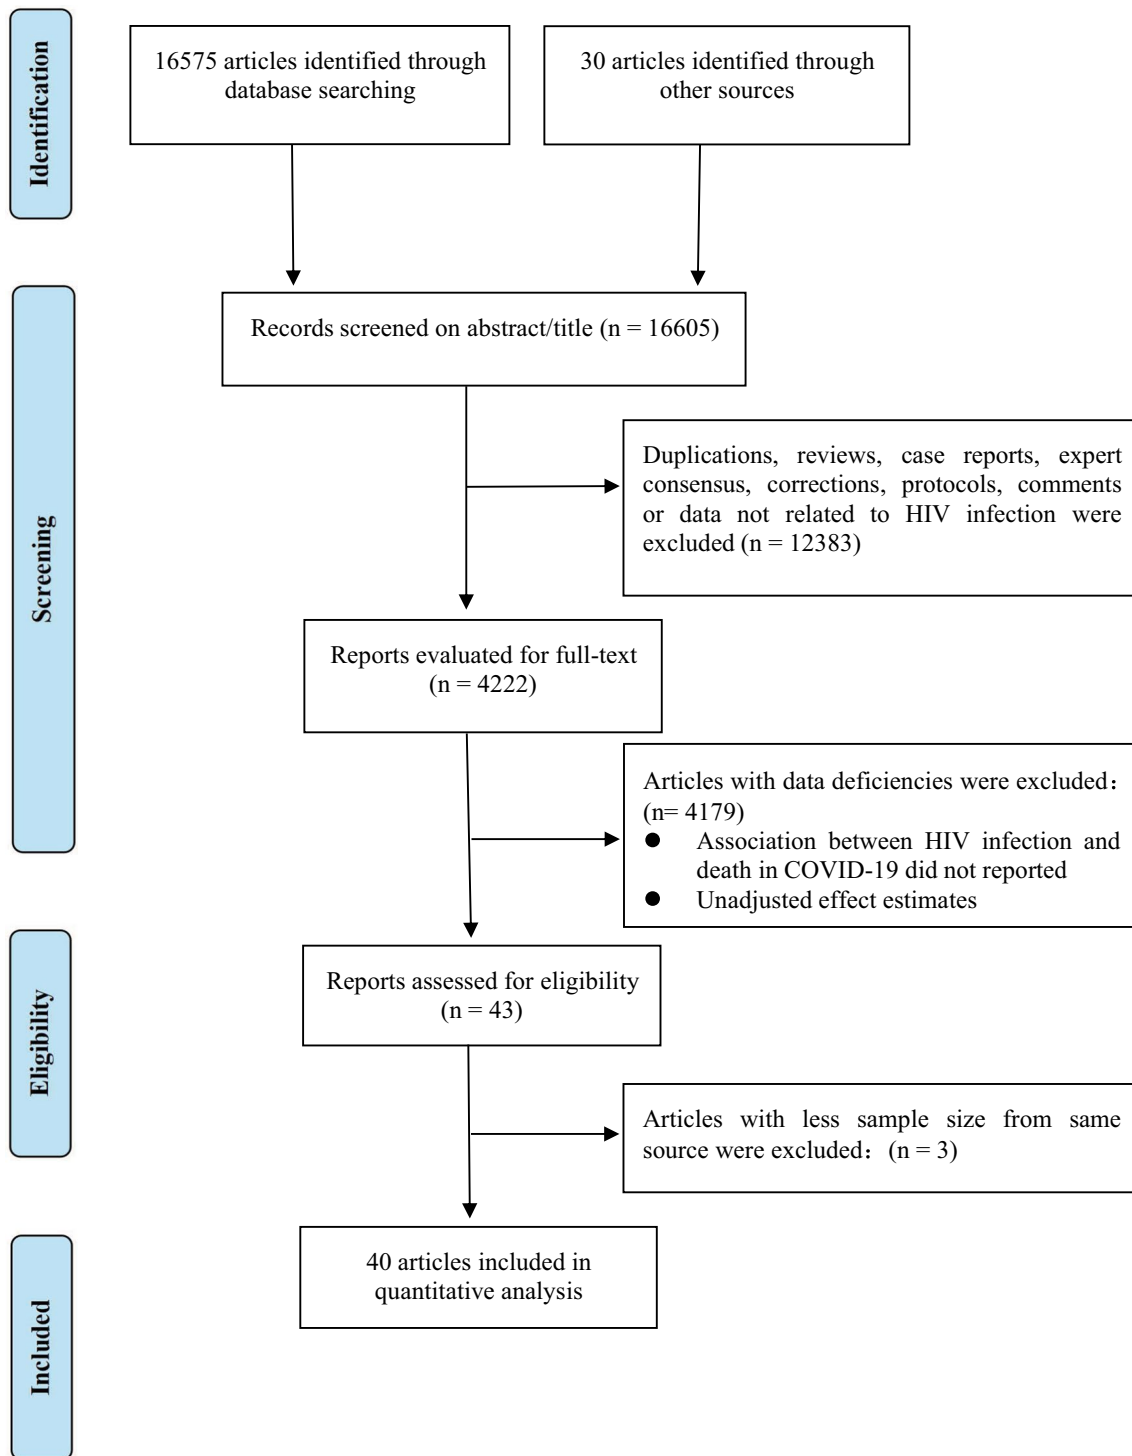 Identification
16575 articles identified through
database searching
30 articles identified through
other sources
Screening
Records screened on abstract/title (n = 16605)
Duplications, reviews, case reports, expert
consensus, corrections, protocols, comments
or data not related to HIV infection were
excluded (n = 12383)
Reports evaluated for full-text
(n = 4222)
Articles with data deficiencies were excluded：
(n= 4179)
● Association between HIV infection and
death in COVID-19 did not reported
● Unadjusted effect estimates
Eligibility
Reports assessed for eligibility
(n = 43)
Articles with less sample size from same
source were excluded：(n = 3)
Included
40 articles included in
quantitative analysis